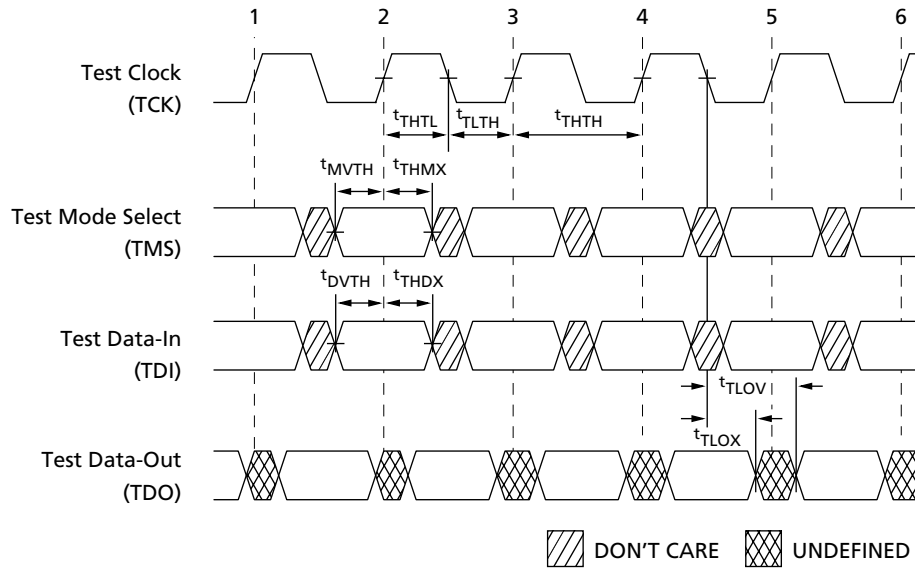 1 2 3 4 5 6
Test Clock
(TCK)
tTHTL tTLTH tTHTH
tMVTH tTHMX
Test Mode Select
(TMS)
tDVTH tTHDX
Test Data-In
(TDI)
tTLOV
tTLOX
Test Data-Out
(TDO)
DON'T CARE UNDEFINED